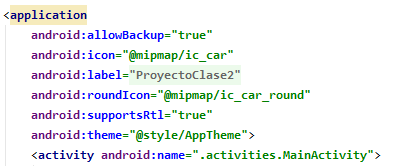 <application
android:allowBackup="true"
android:icon="@mipmap/ic_car"
android:label="ProyectoClase2"
android:roundIcon="@mipmap/ic_car_round"
android:supportsRtl="true"
android:theme="@style/AppTheme">
<activity android:name=".activities.MainActivity">